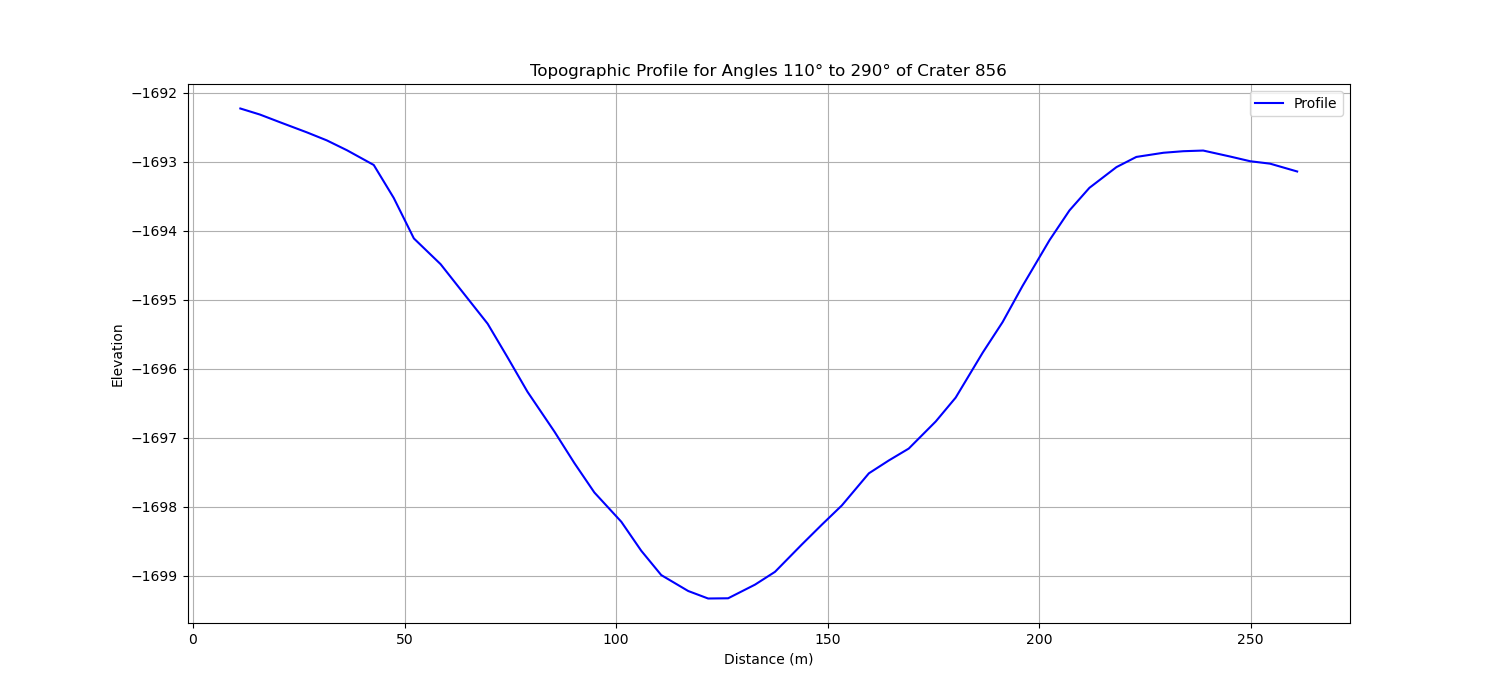 Topographic Profile for Angles 110° to 290° of Crater 856
Profile
−1692
−1693
−1694
−1695
−1696
−1697
−1698
−1699
Elevation
0 50 100 150 200 250
Distance (m)